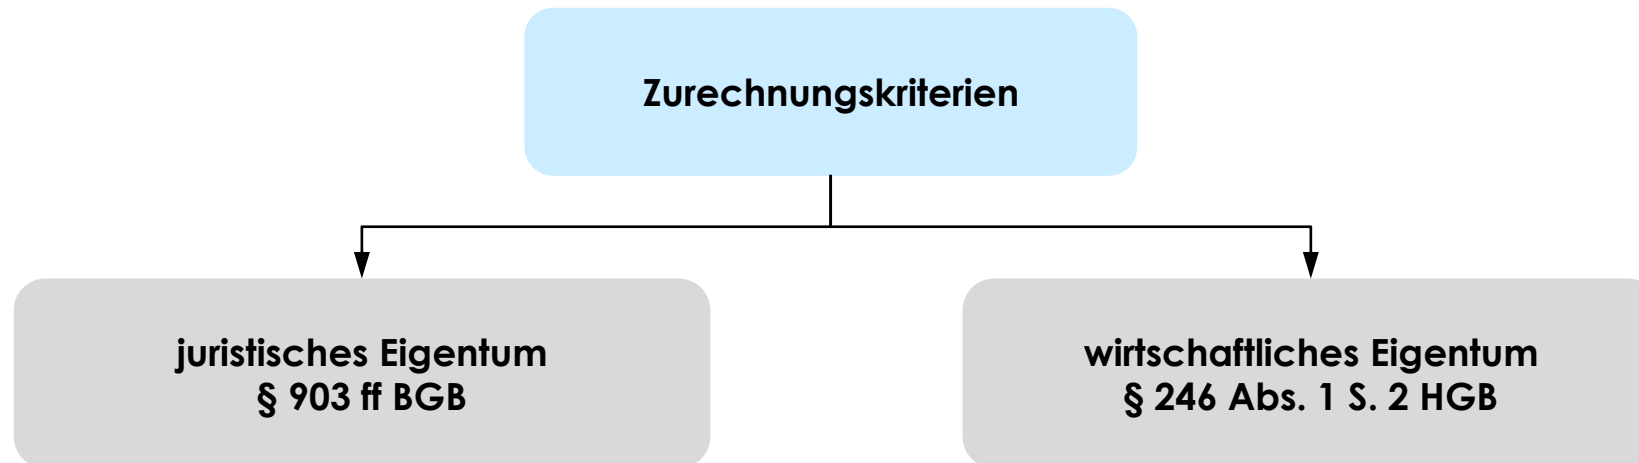 Zurechnungskriterien
juristisches Eigentum
§ 903 ff BGB
wirtschaftliches Eigentum
§ 246 Abs. 1 S. 2 HGB